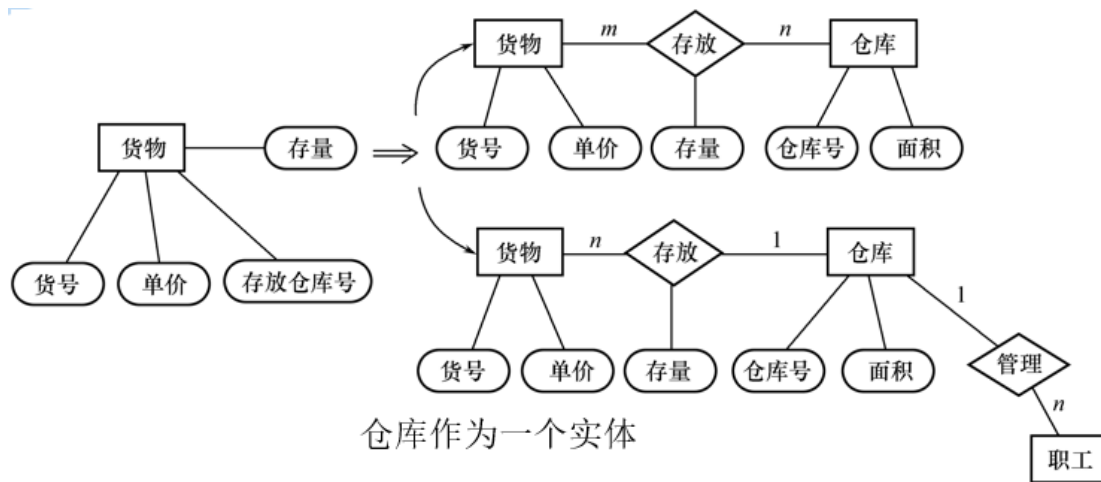 货物 m 存放 n 仓库
货号 单价 存量 仓库号 面积
货物 存量
货号 单价 存放仓库号
货物 n 存放 1 仓库
1
货号 单价 存量 仓库号 面积
管理
n
职工
仓库作为一个实体